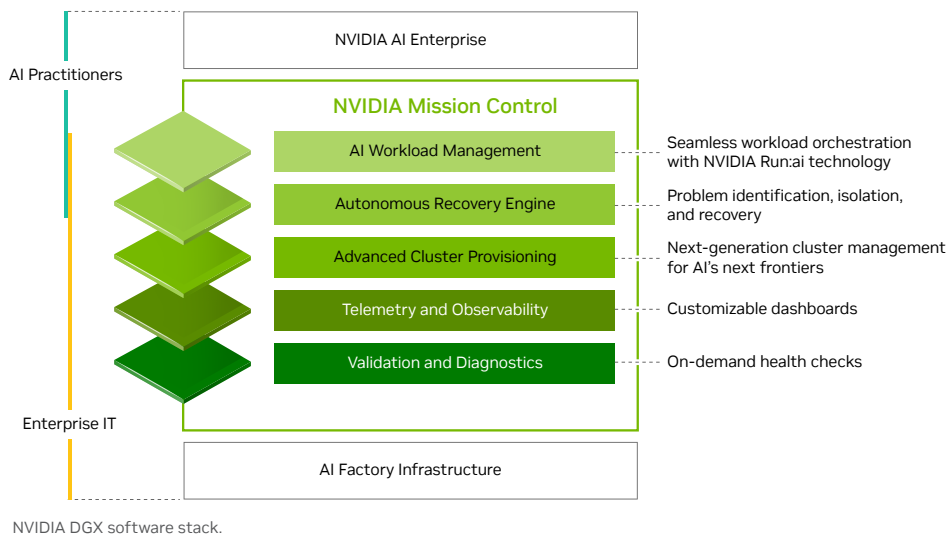 NVIDIA AI Enterprise
AI Practitioners
NVIDIA Mission Control
AI Workload Management
Seamless workload orchestration
with NVIDIA Run:ai technology
Autonomous Recovery Engine
Problem identification, isolation,
and recovery
Advanced Cluster Provisioning
Next-generation cluster management
for AI’s next frontiers
Telemetry and Observability
Customizable dashboards
Validation and Diagnostics
On-demand health checks
Enterprise IT
AI Factory Infrastructure
NVIDIA DGX software stack.